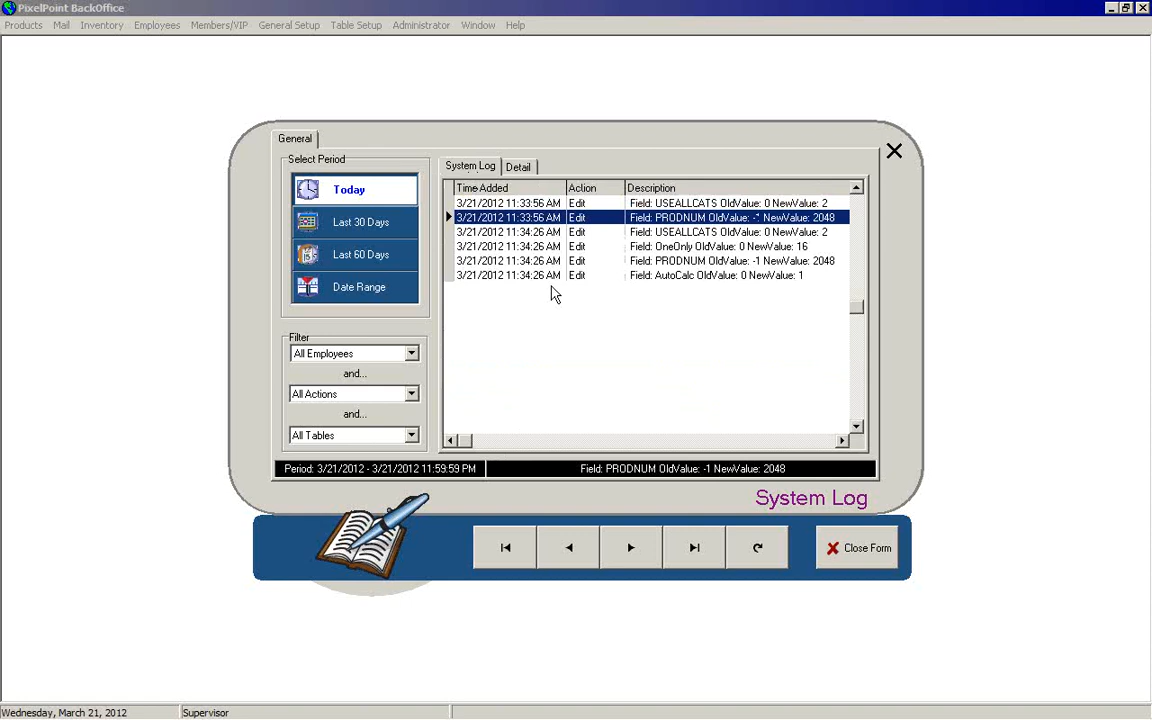 PixelPoint BackOffice
Products Mail Inventory Employees Members/VIP General Setup Table Setup Administrator Window Help
General
Select Period
Today
Last 30 Days
Last 60 Days
Date Range
Filter
All Employees
and...
All Actions
and...
All Tables
System Log Detail
Time Added Action Description
3/21/2012 11:33:56 AM Edit Field: USEALLCATS OldValue: 0 NewValue: 2
3/21/2012 11:33:56 AM Edit Field: PRODNUM OldValue: -1 NewValue: 2048
3/21/2012 11:34:26 AM Edit Field: USEALLCATS OldValue: 0 NewValue: 2
3/21/2012 11:34:26 AM Edit Field: OneOnly OldValue: 0 NewValue: 16
3/21/2012 11:34:26 AM Edit Field: PRODNUM OldValue: -1 NewValue: 2048
3/21/2012 11:34:26 AM Edit Field: AutoCalc OldValue: 0 NewValue: 1
Period: 3/21/2012 - 3/21/2012 11:59:59 PM Field: PRODNUM OldValue: -1 NewValue: 2048
System Log
Close Form
Wednesday, March 21, 2012 Supervisor